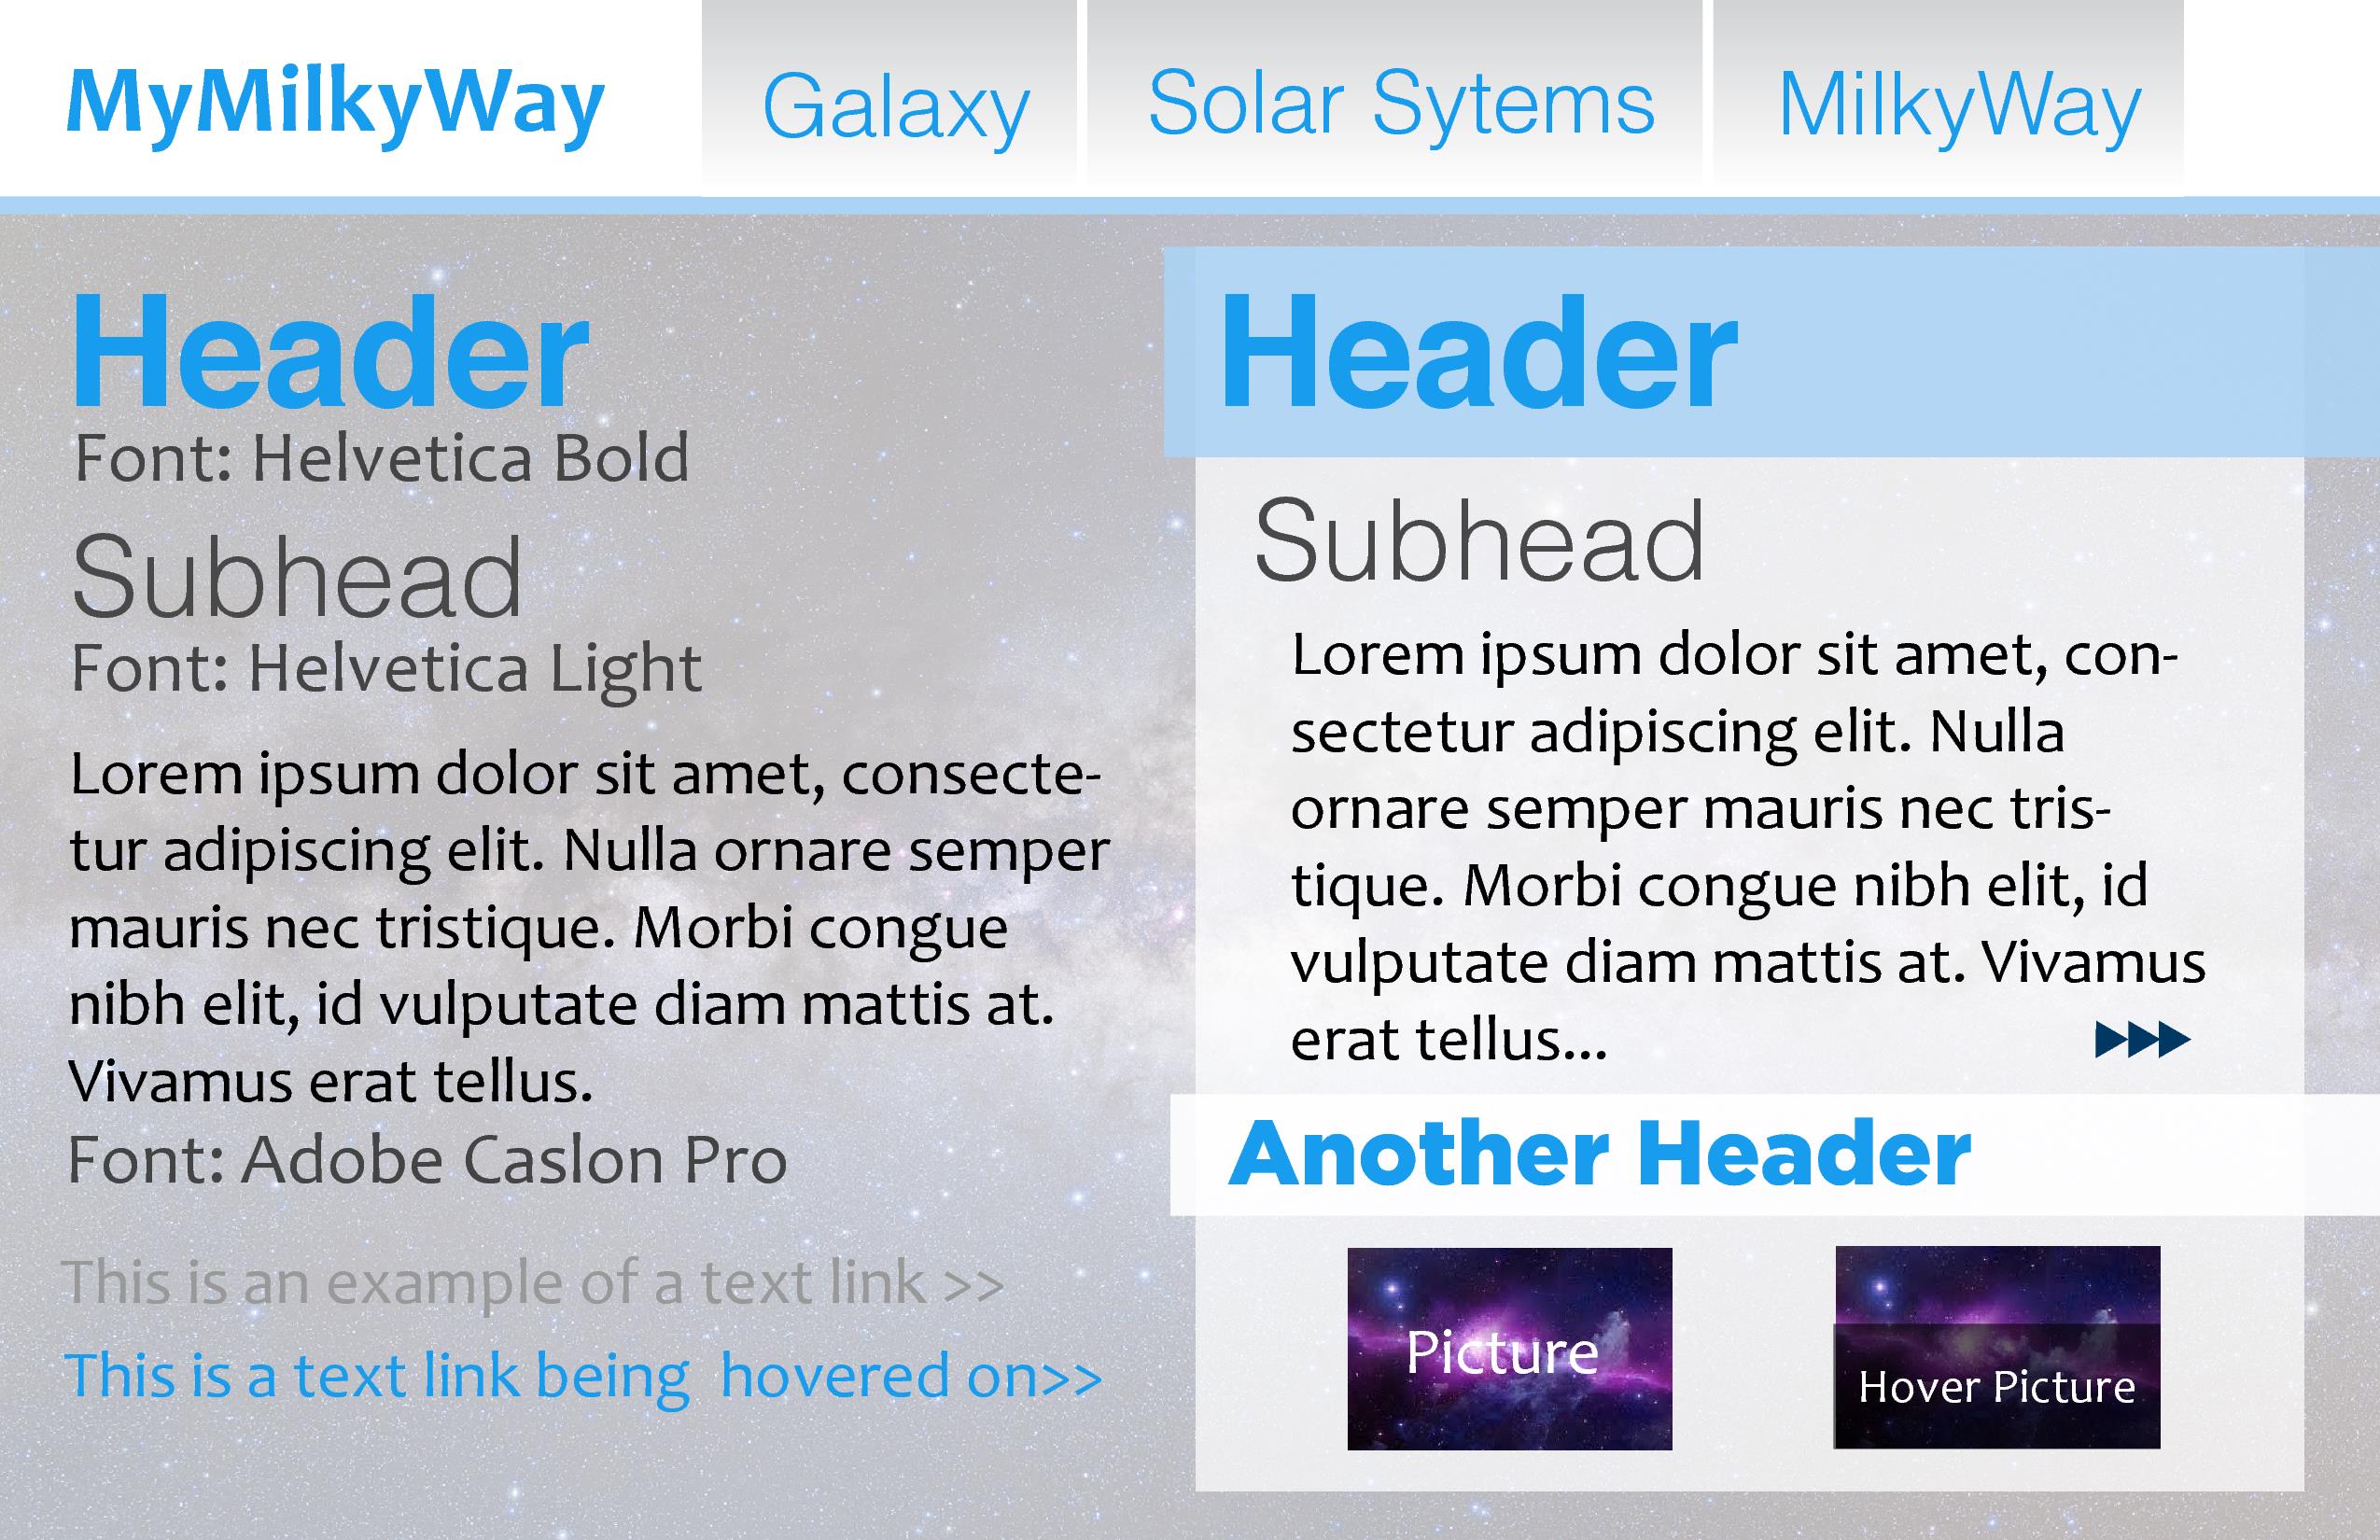 MyMilkyWay
Galaxy
Solar Sytems
MilkyWay
Header
Font: Helvetica Bold
Subhead
Font: Helvetica Light
Lorem ipsum dolor sit amet, consecte-
tur adipiscing elit. Nulla ornare semper
mauris nec tristique. Morbi congue
nibh elit, id vulputate diam mattis at.
Vivamus erat tellus.
Font: Adobe Caslon Pro
This is an example of a text link >>
This is a text link being  hovered on>>
Header
Subhead
Lorem ipsum dolor sit amet, con-
sectetur adipiscing elit. Nulla
ornare semper mauris nec tris-
tique. Morbi congue nibh elit, id
vulputate diam mattis at. Vivamus
erat tellus...
Another Header
Picture
Hover Picture